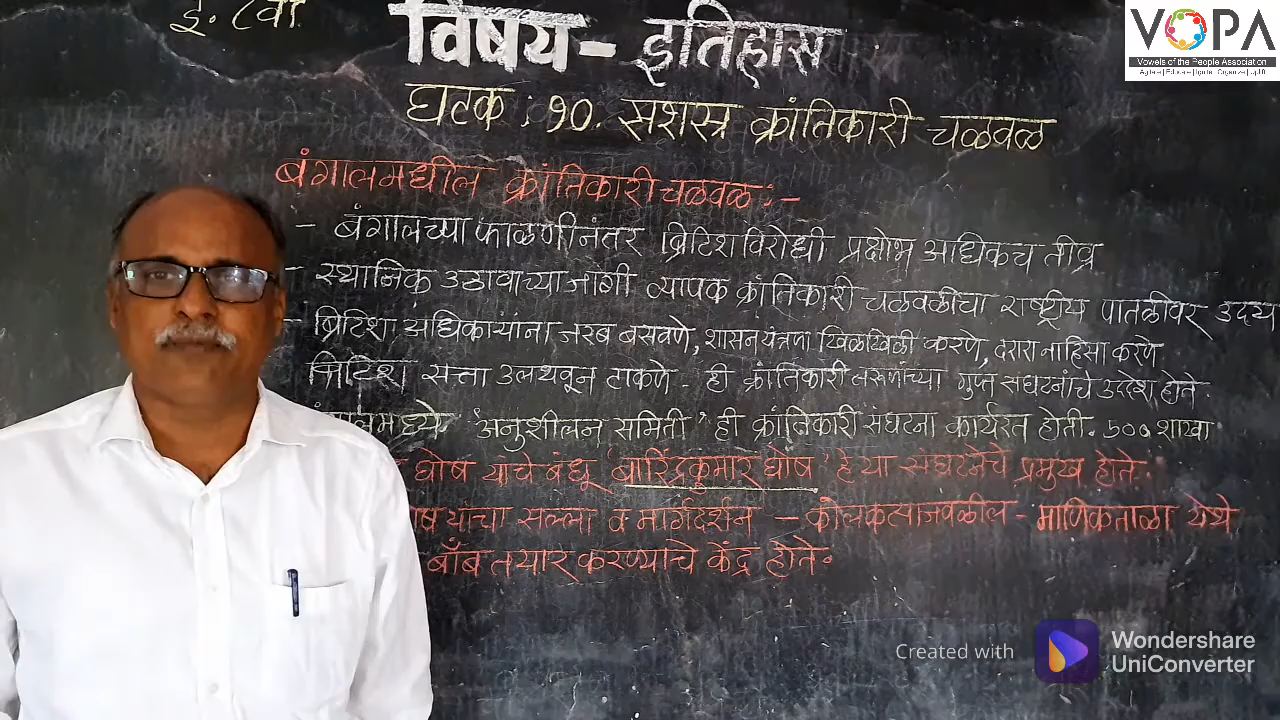 इ. ८वी
विषय - इतिहास
घटक : १०. सशस्त्र क्रांतिकारी चळवळ
बंगालमधील क्रांतिकारी चळवळ :-
- बंगालच्या फाळणीनंतर ब्रिटिश विरोधी प्रक्षोभ अधिकच तीव्र
- स्थानिक उठावाच्या जागी व्यापक क्रांतिकारी चळवळीचा राष्ट्रीय पातळीवर उदय
- ब्रिटिश अधिकाऱ्यांना जरब बसवणे, शासन यंत्रणा खिळखिळी करणे, दरारा नाहिसा करणे
ब्रिटिश सत्ता उलथवून टाकणे - ही क्रांतिकारी तरूणांच्या गुप्त संघटनांचे उद्देश होते.
'अनुशीलन समिती' ही क्रांतिकारी संघटना कार्यरत होती. ५०० शाखा
घोष यांचे बंधू 'बारिंद्रकुमार घोष' हे या संघटनेचे प्रमुख होते.
यांचा सल्ला व मार्गदर्शन - कोलकत्ताजवळील - माणिकताळा येथे
बाँब तयार करण्याचे केंद्र होते.
VOPA
Vowels of the People Association
Created with
Wondershare
UniConverter